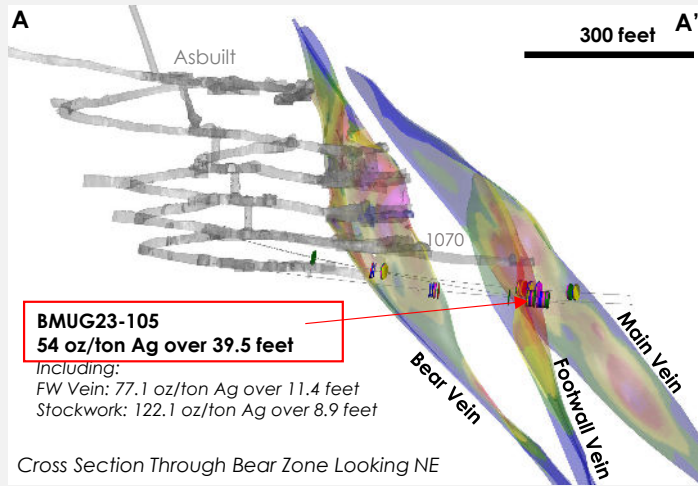 A
A'
300 feet
Asbuilt
1070
BMUG23-105
54 oz/ton Ag over 39.5 feet
Including:
FW Vein: 77.1 oz/ton Ag over 11.4 feet
Stockwork: 122.1 oz/ton Ag over 8.9 feet
Bear Vein
Footwall Vein
Main Vein
Cross Section Through Bear Zone Looking NE